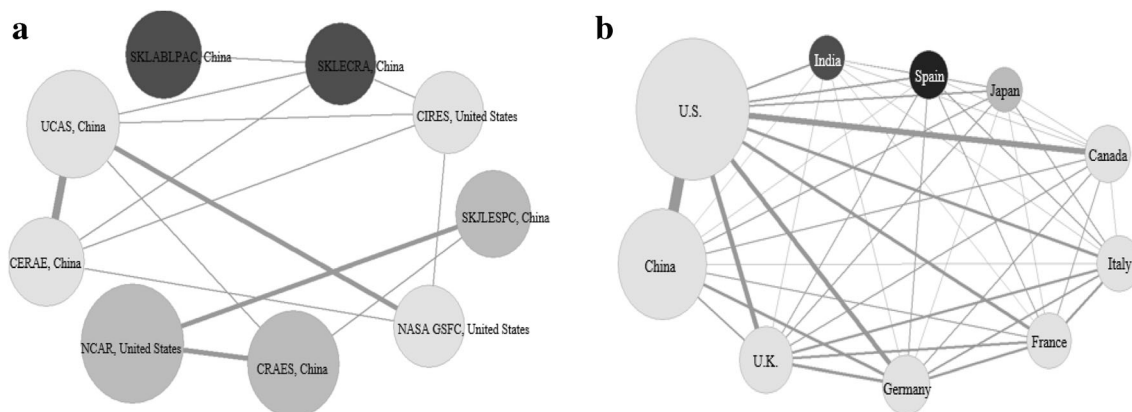 a
SKLABLPAC, China
SKLECRA, China
UCAS, China
CIRES, United States
SKJLESPC, China
CERAE, China
NASA GSFC, United States
NCAR, United States
CRAES, China
b
India
Spain
Japan
U.S.
Canada
China
Italy
France
U.K.
Germany